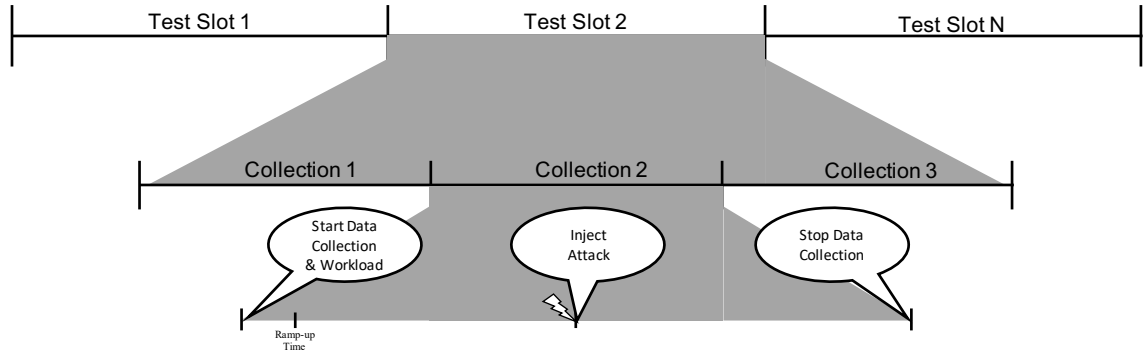 Test Slot 1
Test Slot 2
Test Slot N
Collection 1
Collection 2
Collection 3
Start Data
Collection
& Workload
Inject
Attack
Stop Data
Collection
Ramp-up
Time